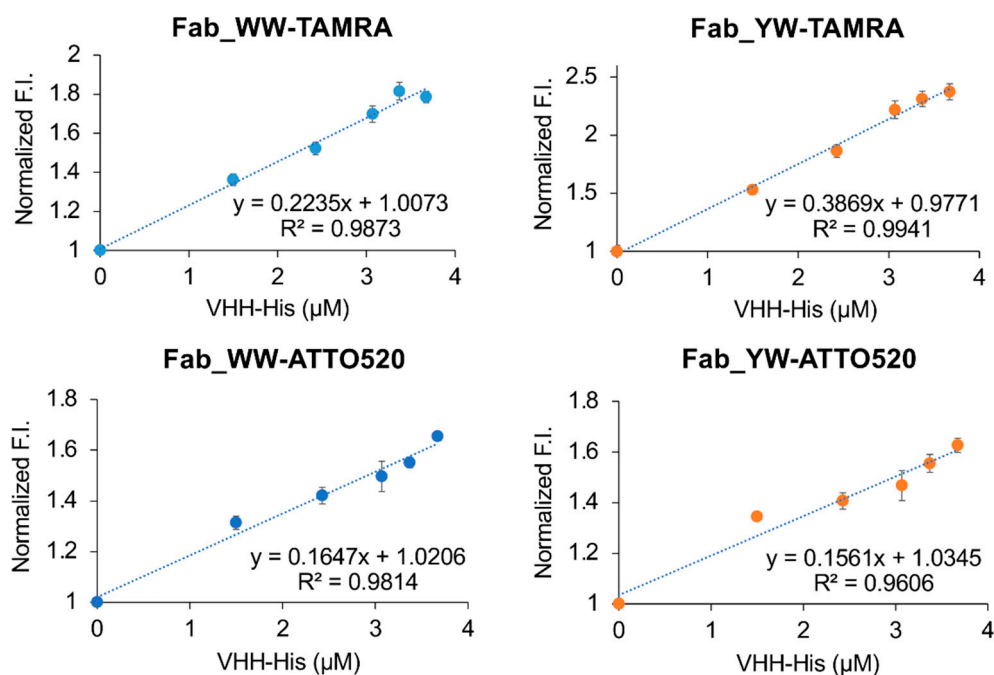 Fab_WW-TAMRA
Normalized F.I.
2
1.8
1.6
1.4
1.2
1
y = 0.2235x + 1.0073
R² = 0.9873
0 1 2 3 4
VHH-His (µM)
Fab_YW-TAMRA
Normalized F.I.
2.5
2
1.5
1
y = 0.3869x + 0.9771
R² = 0.9941
0 1 2 3 4
VHH-His (µM)
Fab_WW-ATTO520
Normalized F.I.
1.8
1.6
1.4
1.2
1
y = 0.1647x + 1.0206
R² = 0.9814
0 1 2 3 4
VHH-His (µM)
Fab_YW-ATTO520
Normalized F.I.
1.8
1.6
1.4
1.2
1
y = 0.1561x + 1.0345
R² = 0.9606
0 1 2 3 4
VHH-His (µM)